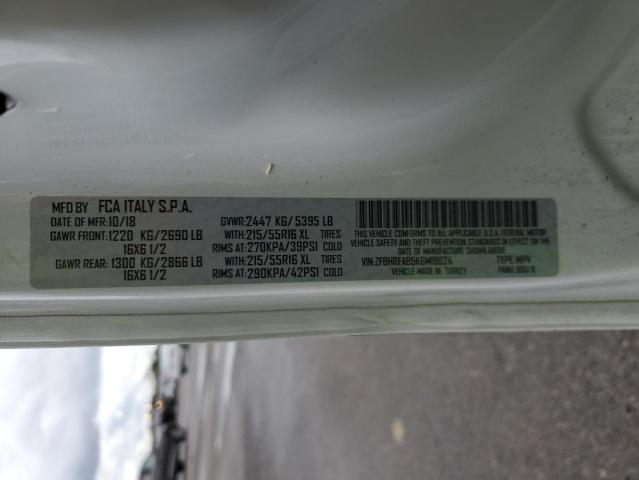 MFD BY FCA ITALY S.P.A.
DATE OF MFR:10/18 GVWR:2447 KG/ 5395 LB
GAWR FRONT:1220 KG/2690 LB WITH:215/55R16 XL TIRES
16X6 1/2 RIMS AT:270KPA/39PSI COLD
GAWR REAR: 1300 KG/2866 LB WITH:215/55R16 XL TIRES
16X6 1/2 RIMS AT:290KPA/42PSI COLD
THIS VEHICLE CONFORMS TO ALL APPLICABLE U.S.A. FEDERAL MOTOR
VEHICLE SAFETY, BUMPER AND THEFT PREVENTION STANDARDS IN EFFECT ON THE
DATE OF MANUFACTURE SHOWN ABOVE.
TYPE: MPV
MADE IN: TURKEY